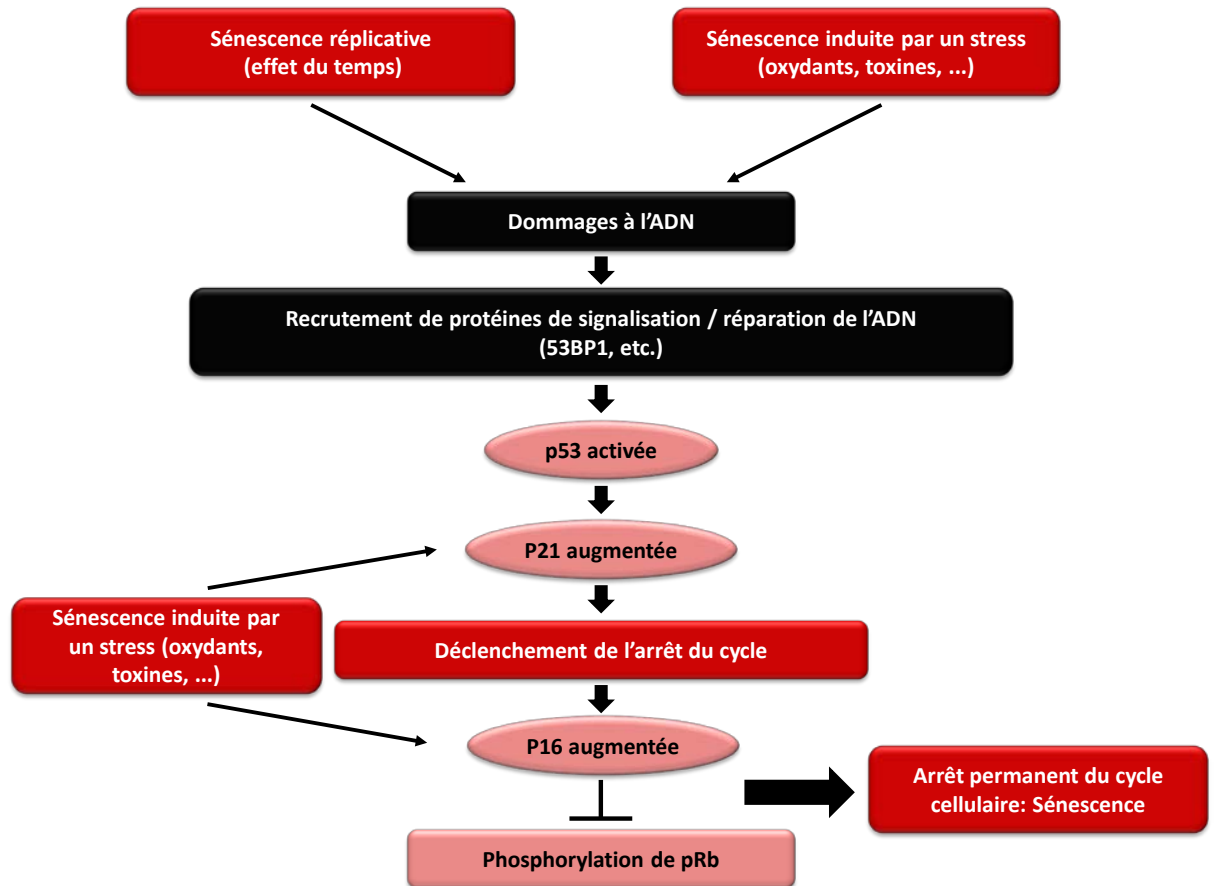 Sénescence réplicative
(effet du temps)
Sénescence induite par un stress
(oxydants, toxines, ...)
Dommages à l'ADN
Recrutement de protéines de signalisation / réparation de l'ADN
(53BP1, etc.)
p53 activée
P21 augmentée
Sénescence induite par
un stress (oxydants,
toxines, ...)
Déclenchement de l'arrêt du cycle
P16 augmentée
Arrêt permanent du cycle
cellulaire: Sénescence
Phosphorylation de pRb